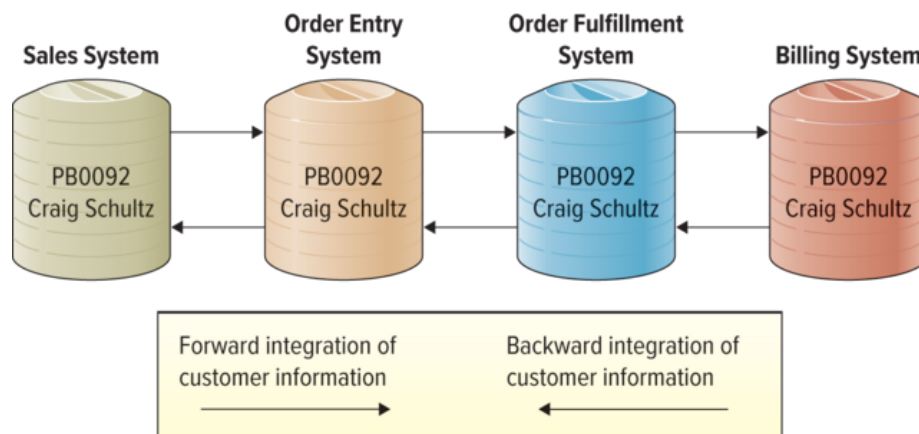 Sales System
Order Entry
System
Order Fulfillment
System
Billing System
PB0092
Craig Schultz
PB0092
Craig Schultz
PB0092
Craig Schultz
PB0092
Craig Schultz
Forward integration of
customer information
Backward integration of
customer information